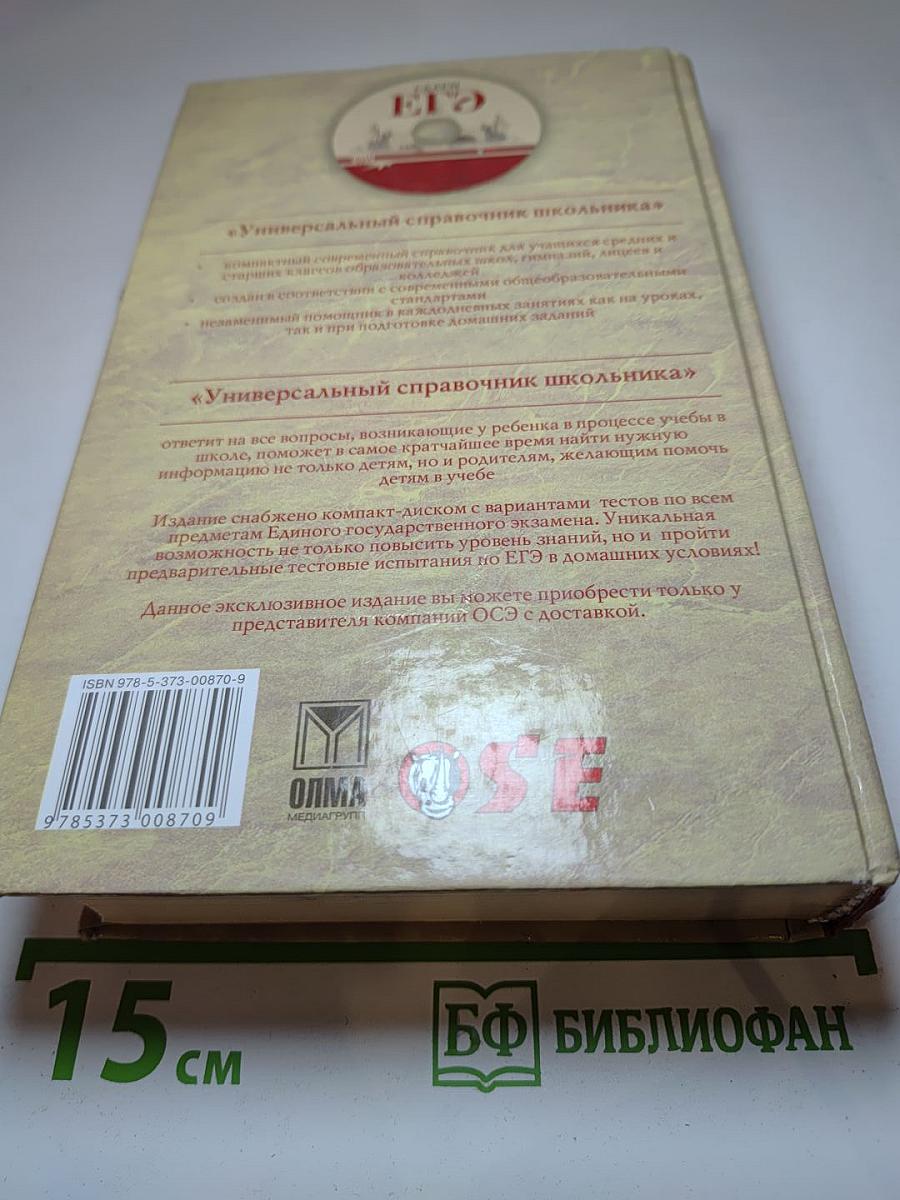 ЕГЭ
«Универсальный справочник школьника»
• компактный современный справочник для учащихся средних и
старших классов образовательных школ, гимназий, лицеев и
колледжей
• создан в соответствии с современными общеобразовательными
стандартами
• незаменимый помощник в каждодневных занятиях как на уроках,
так и при подготовке домашних заданий
«Универсальный справочник школьника»
ответит на все вопросы, возникающие у ребенка в процессе учебы в
школе, поможет в самое кратчайшее время найти нужную
информацию не только детям, но и родителям, желающим помочь
детям в учебе
Издание снабжено компакт-диском с вариантами тестов по всем
предметам Единого государственного экзамена. Уникальная
возможность не только повысить уровень знаний, но и пройти
предварительные тестовые испытания по ЕГЭ в домашних условиях!
Данное эксклюзивное издание вы можете приобрести только у
представителя компаний ОСЭ с доставкой.
ISBN 978-5-373-00870-9
9 785373 008709
ОЛМА
МЕДИАГРУПП
OSE
15 см
БФ БИБЛИОФАН